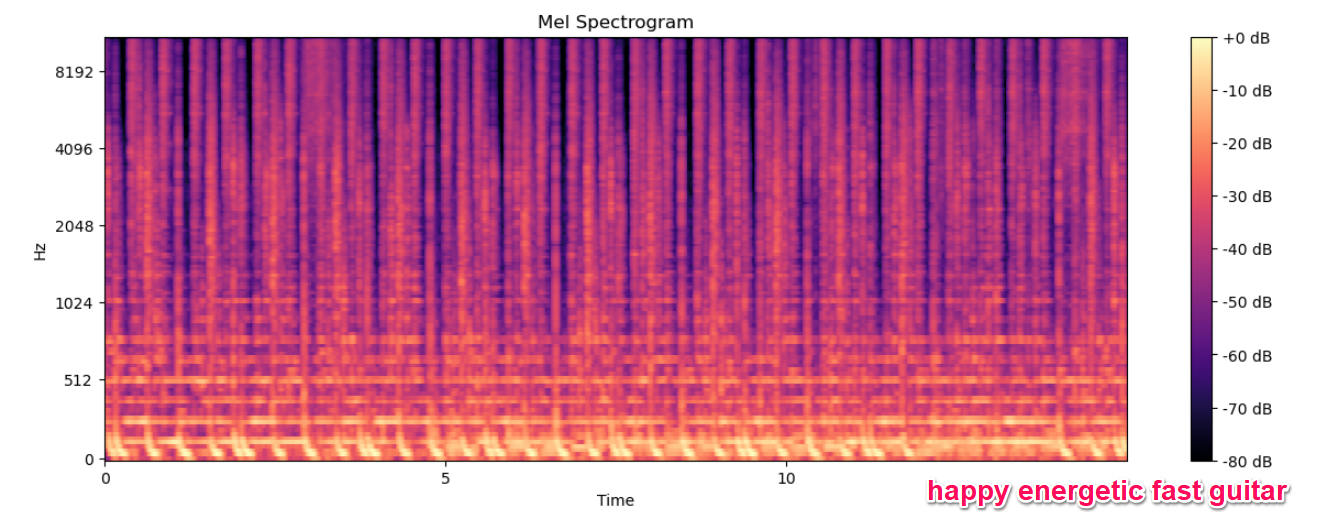 Mel Spectrogram
8192
4096
2048
1024
512
0
Hz
0
5
10
Time
+0 dB
-10 dB
-20 dB
-30 dB
-40 dB
-50 dB
-60 dB
-70 dB
-80 dB
happy energetic fast guitar